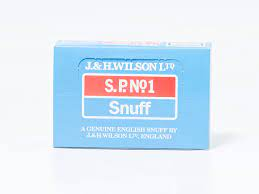 J.&H.WILSON LTD.
S.P. Nº1
Snuff
A GENUINE ENGLISH SNUFF BY
J.&H.WILSON LTD, ENGLAND